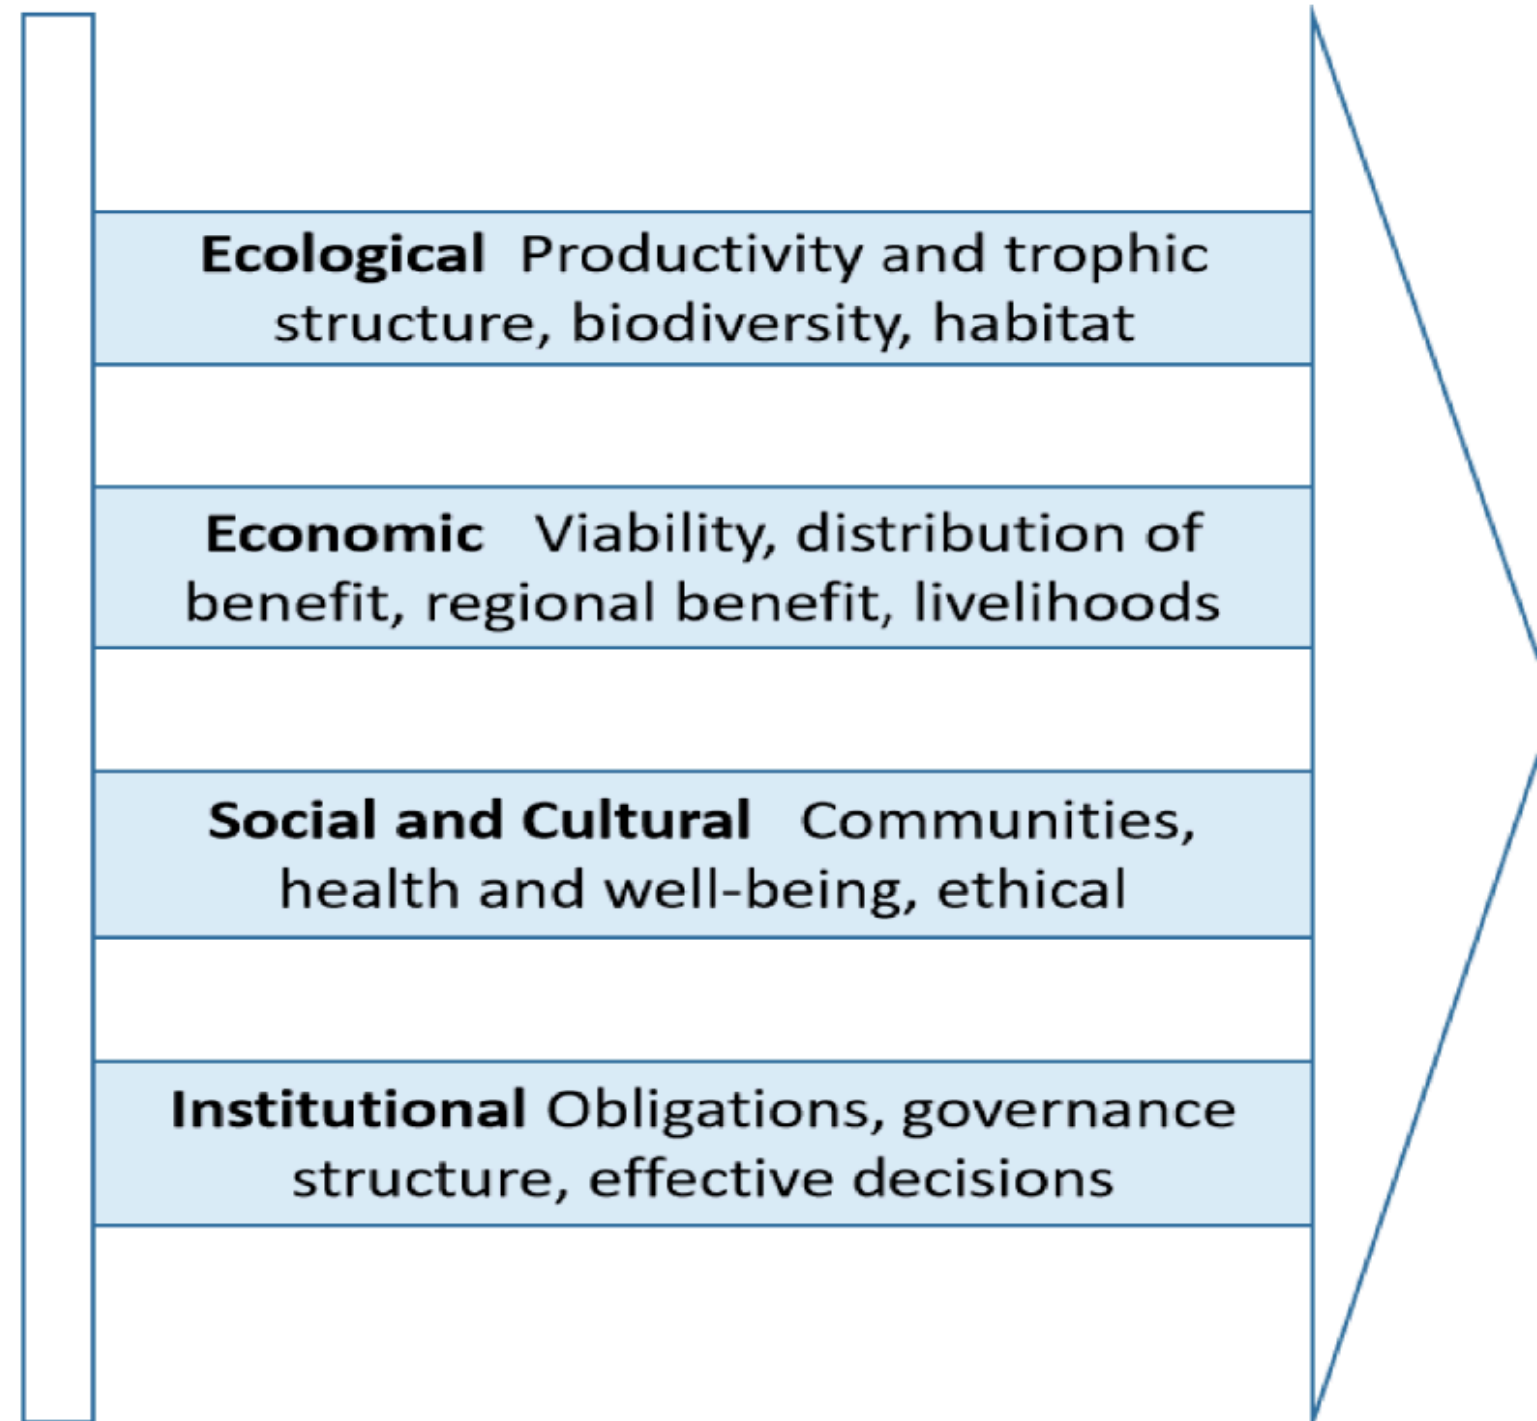 Ecological Productivity and trophic
structure, biodiversity, habitat
Economic Viability, distribution of
benefit, regional benefit, livelihoods
Social and Cultural Communities,
health and well-being, ethical
Institutional Obligations, governance
structure, effective decisions